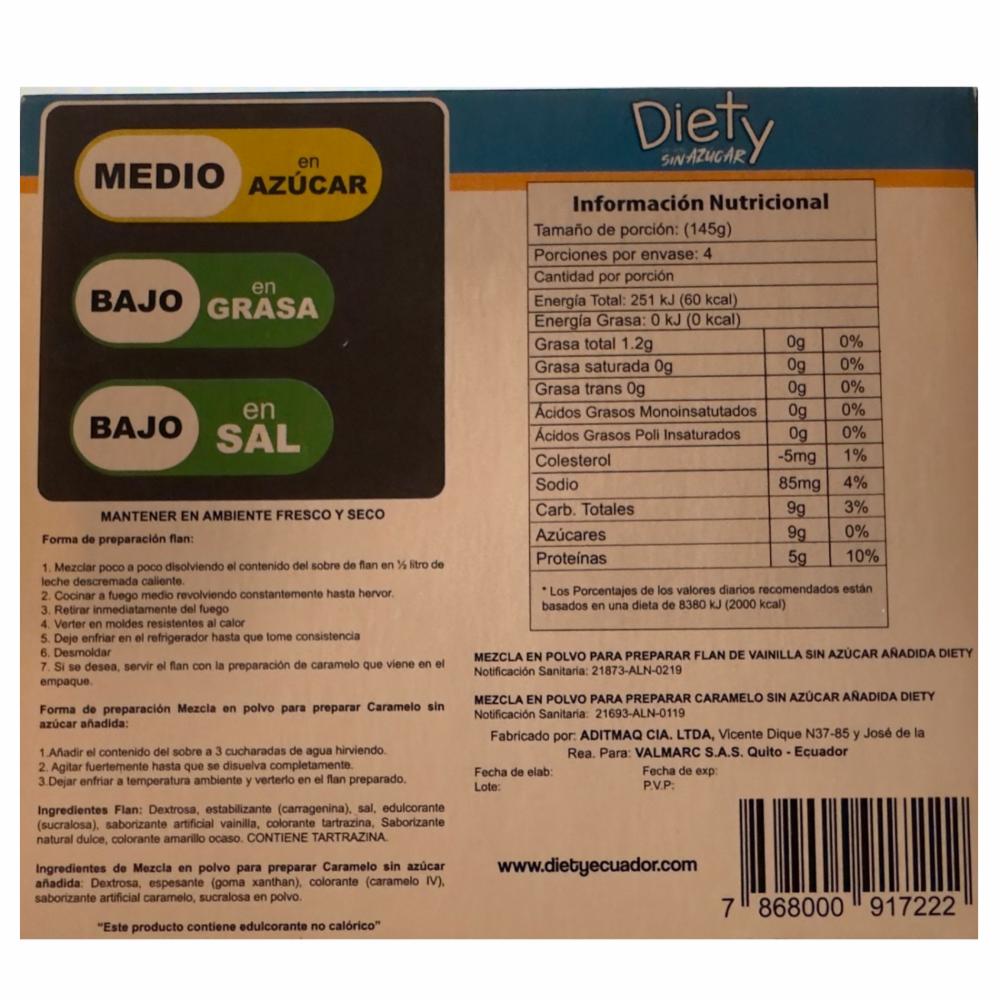 MEDIO en AZÚCAR
BAJO en GRASA
BAJO en SAL
MANTENER EN AMBIENTE FRESCO Y SECO
Forma de preparación flan:
1. Mezclar poco a poco disolviendo el contenido del sobre de flan en ½ litro de
leche descremada caliente.
2. Cocinar a fuego medio revolviendo constantemente hasta hervor.
3. Retirar inmediatamente del fuego
4. Verter en moldes resistentes al calor
5. Deje enfriar en el refrigerador hasta que tome consistencia
6. Desmoldar
7. Si se desea, servir el flan con la preparación de caramelo que viene en el
empaque.
Forma de preparación Mezcla en polvo para preparar Caramelo sin
azúcar añadida:
1.Añadir el contenido del sobre a 3 cucharadas de agua hirviendo.
2. Agitar fuertemente hasta que se disuelva completamente.
3.Dejar enfriar a temperatura ambiente y verterlo en el flan preparado.
Ingredientes Flan: Dextrosa, estabilizante (carragenina), sal, edulcorante
(sucralosa), saborizante artificial vainilla, colorante tartrazina, Saborizante
natural dulce, colorante amarillo ocaso. CONTIENE TARTRAZINA.
Ingredientes de Mezcla en polvo para preparar Caramelo sin azúcar
añadida: Dextrosa, espesante (goma xanthan), colorante (caramelo IV),
saborizante artificial caramelo, sucralosa en polvo.
"Este producto contiene edulcorante no calórico"
Diety
SIN AZUCAR
Información Nutricional
Tamaño de porción: (145g)
Porciones por envase: 4
Cantidad por porción
Energía Total: 251 kJ (60 kcal)
Energía Grasa: 0 kJ (0 kcal)
Grasa total 1.2g 0g 0%
Grasa saturada 0g 0g 0%
Grasa trans 0g 0g 0%
Ácidos Grasos Monoinsatutados 0g 0%
Ácidos Grasos Poli Insaturados 0g 0%
Colesterol -5mg 1%
Sodio 85mg 4%
Carb. Totales 9g 3%
Azúcares 9g 0%
Proteínas 5g 10%
* Los Porcentajes de los valores diarios recomendados están
basados en una dieta de 8380 kJ (2000 kcal)
MEZCLA EN POLVO PARA PREPARAR FLAN DE VAINILLA SIN AZÚCAR AÑADIDA DIETY
Notificación Sanitaria: 21873-ALN-0219
MEZCLA EN POLVO PARA PREPARAR CARAMELO SIN AZÚCAR AÑADIDA DIETY
Notificación Sanitaria: 21693-ALN-0119
Fabricado por: ADITMAQ CIA. LTDA, Vicente Dique N37-85 y José de la
Rea. Para: VALMARC S.A.S. Quito - Ecuador
Fecha de elab: Fecha de exp:
Lote: P.V.P:
www.dietyecuador.com
7 868000 917222